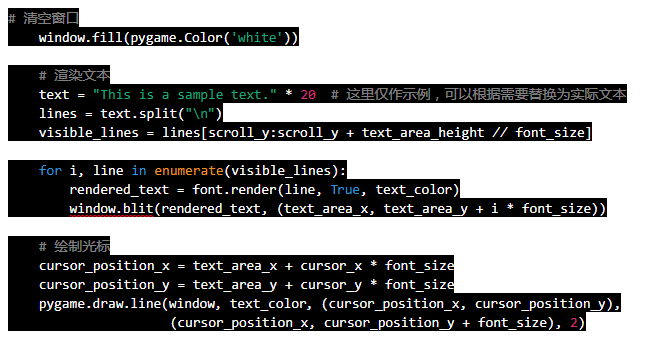 # 清空窗口
    window.fill(pygame.Color('white'))

    # 渲染文本
    text = "This is a sample text." * 20  # 这里仅作示例，可以根据需要替换为实际文本
    lines = text.split("\n")
    visible_lines = lines[scroll_y:scroll_y + text_area_height // font_size]

    for i, line in enumerate(visible_lines):
        rendered_text = font.render(line, True, text_color)
        window.blit(rendered_text, (text_area_x, text_area_y + i * font_size))

    # 绘制光标
    cursor_position_x = text_area_x + cursor_x * font_size
    cursor_position_y = text_area_y + cursor_y * font_size
    pygame.draw.line(window, text_color, (cursor_position_x, cursor_position_y),
                     (cursor_position_x, cursor_position_y + font_size), 2)